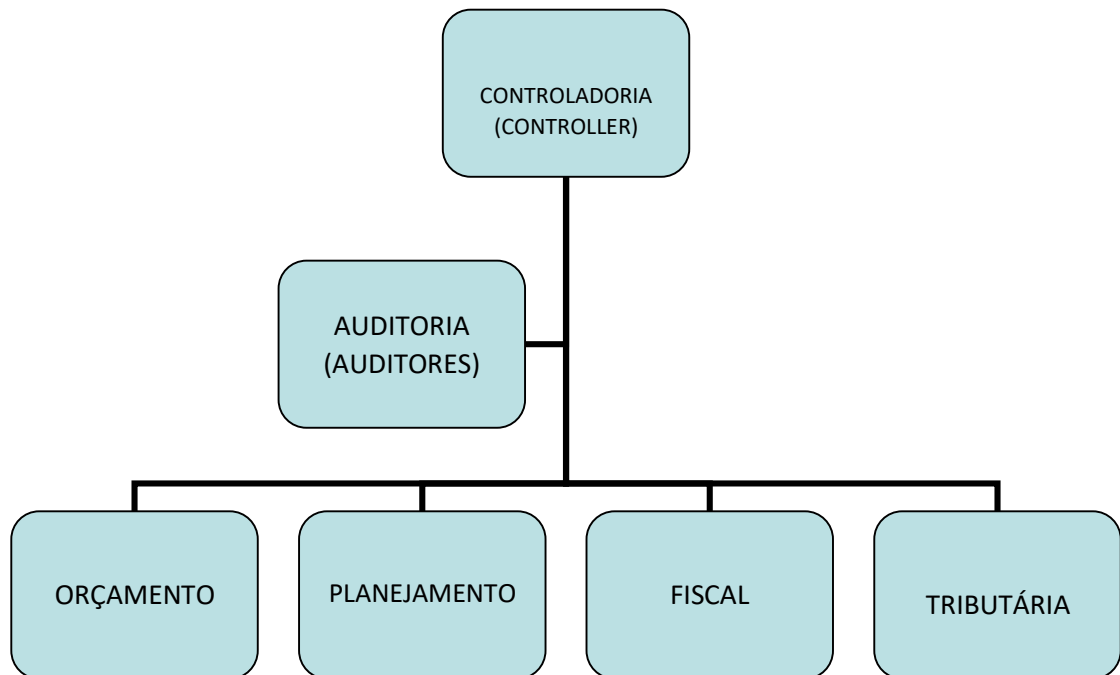 CONTROLADORIA
(CONTROLLER)
AUDITORIA
(AUDITORES)
ORÇAMENTO
PLANEJAMENTO
FISCAL
TRIBUTÁRIA